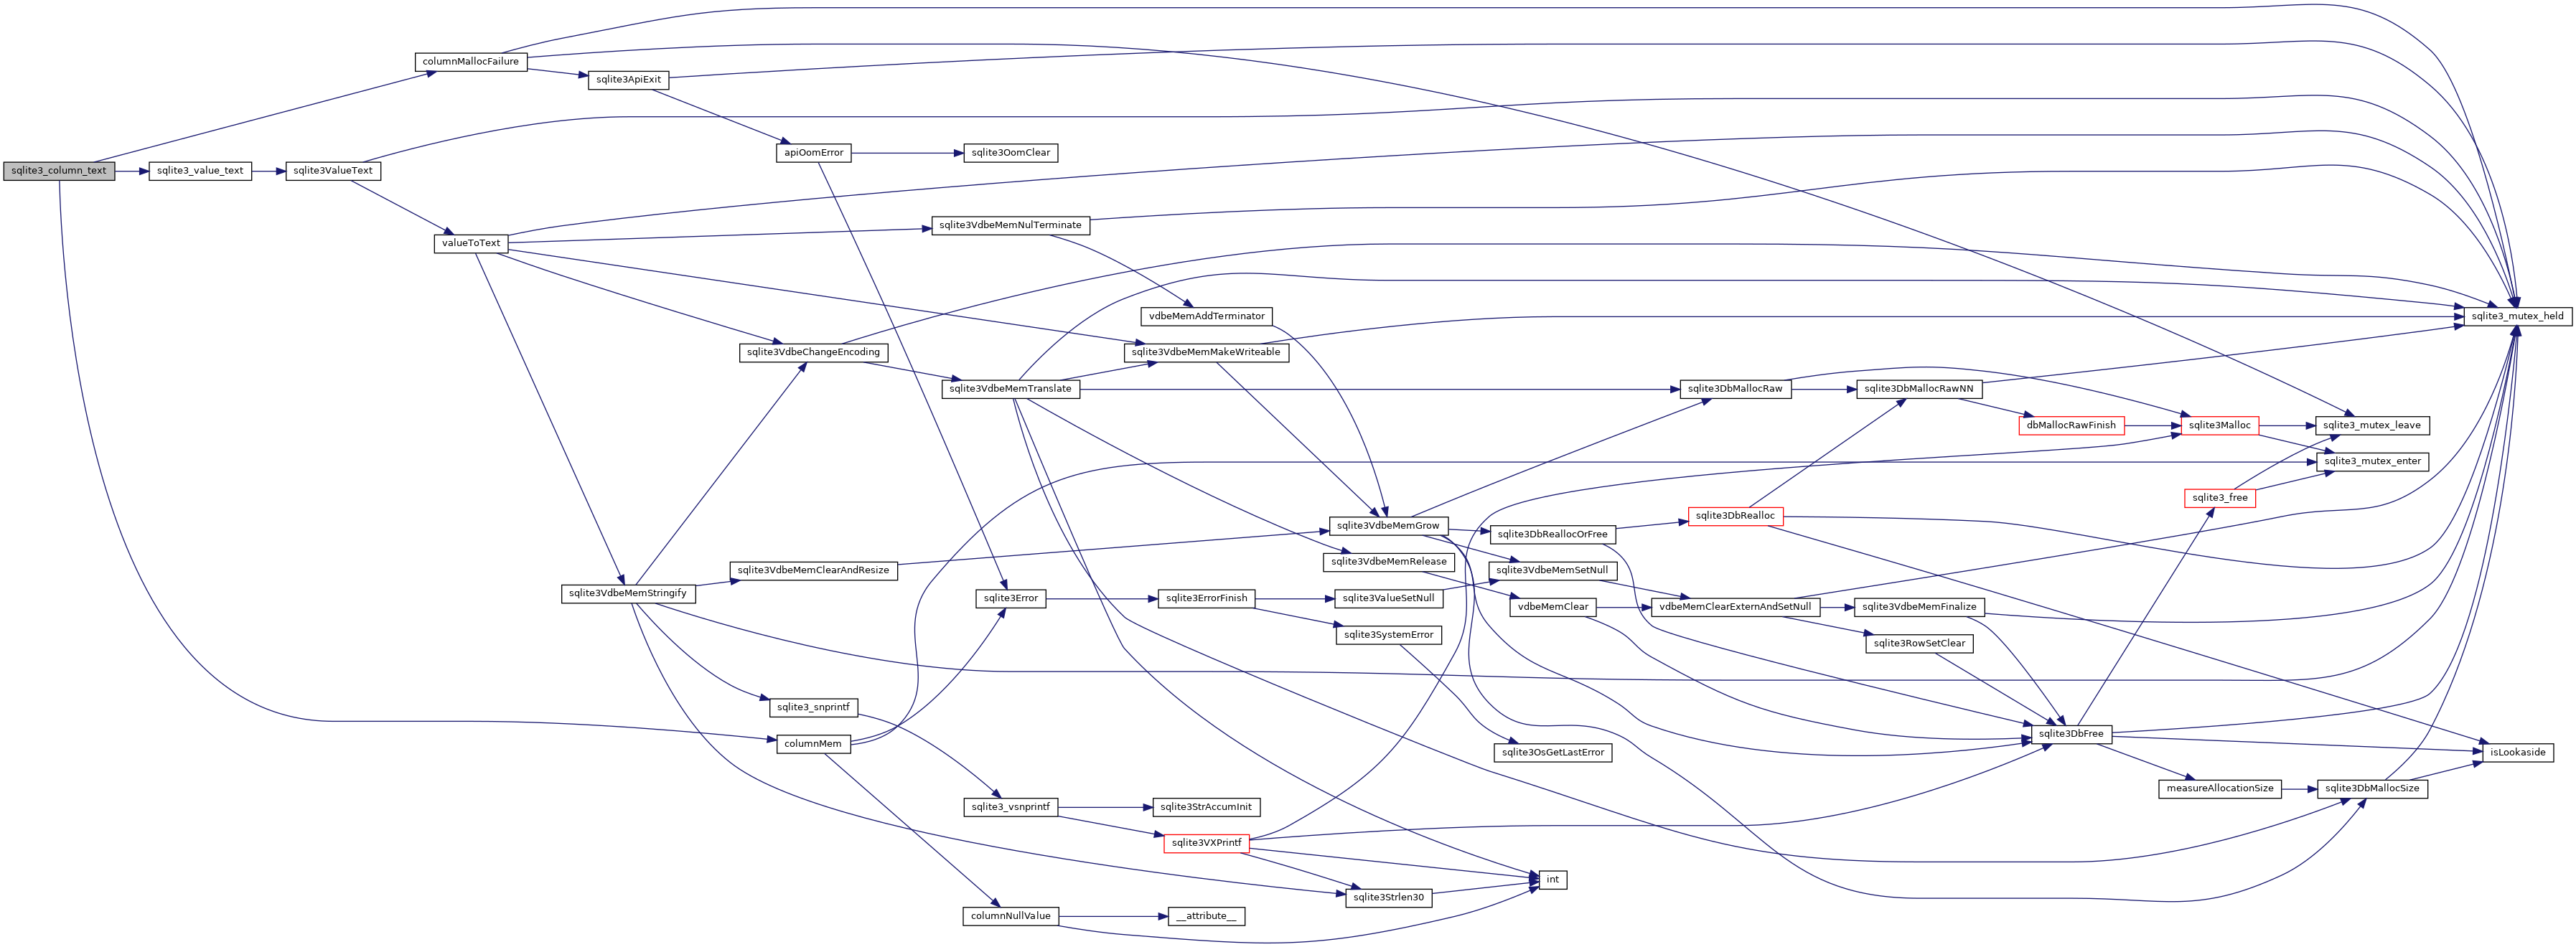 sqlite3_column_text
columnMallocFailure
sqlite3ApiExit
apiOomError
sqlite3OomClear
sqlite3_value_text
sqlite3ValueText
valueToText
sqlite3VdbeMemNulTerminate
vdbeMemAddTerminator
sqlite3_mutex_held
sqlite3VdbeChangeEncoding
sqlite3VdbeMemMakeWriteable
sqlite3VdbeMemTranslate
sqlite3DbMallocRaw
sqlite3DbMallocRawNN
dbMallocRawFinish
sqlite3Malloc
sqlite3_mutex_leave
sqlite3_mutex_enter
sqlite3_free
sqlite3VdbeMemGrow
sqlite3DbReallocOrFree
sqlite3DbRealloc
sqlite3VdbeMemRelease
sqlite3VdbeMemSetNull
sqlite3VdbeMemClearAndResize
sqlite3VdbeMemStringify
sqlite3Error
sqlite3ErrorFinish
sqlite3ValueSetNull
vdbeMemClear
vdbeMemClearExternAndSetNull
sqlite3VdbeMemFinalize
sqlite3SystemError
sqlite3RowSetClear
sqlite3_snprintf
columnMem
sqlite3OsGetLastError
sqlite3DbFree
isLookaside
measureAllocationSize
sqlite3DbMallocSize
sqlite3_vsnprintf
sqlite3StrAccumInit
sqlite3VXPrintf
int
sqlite3Strlen30
columnNullValue
__attribute__